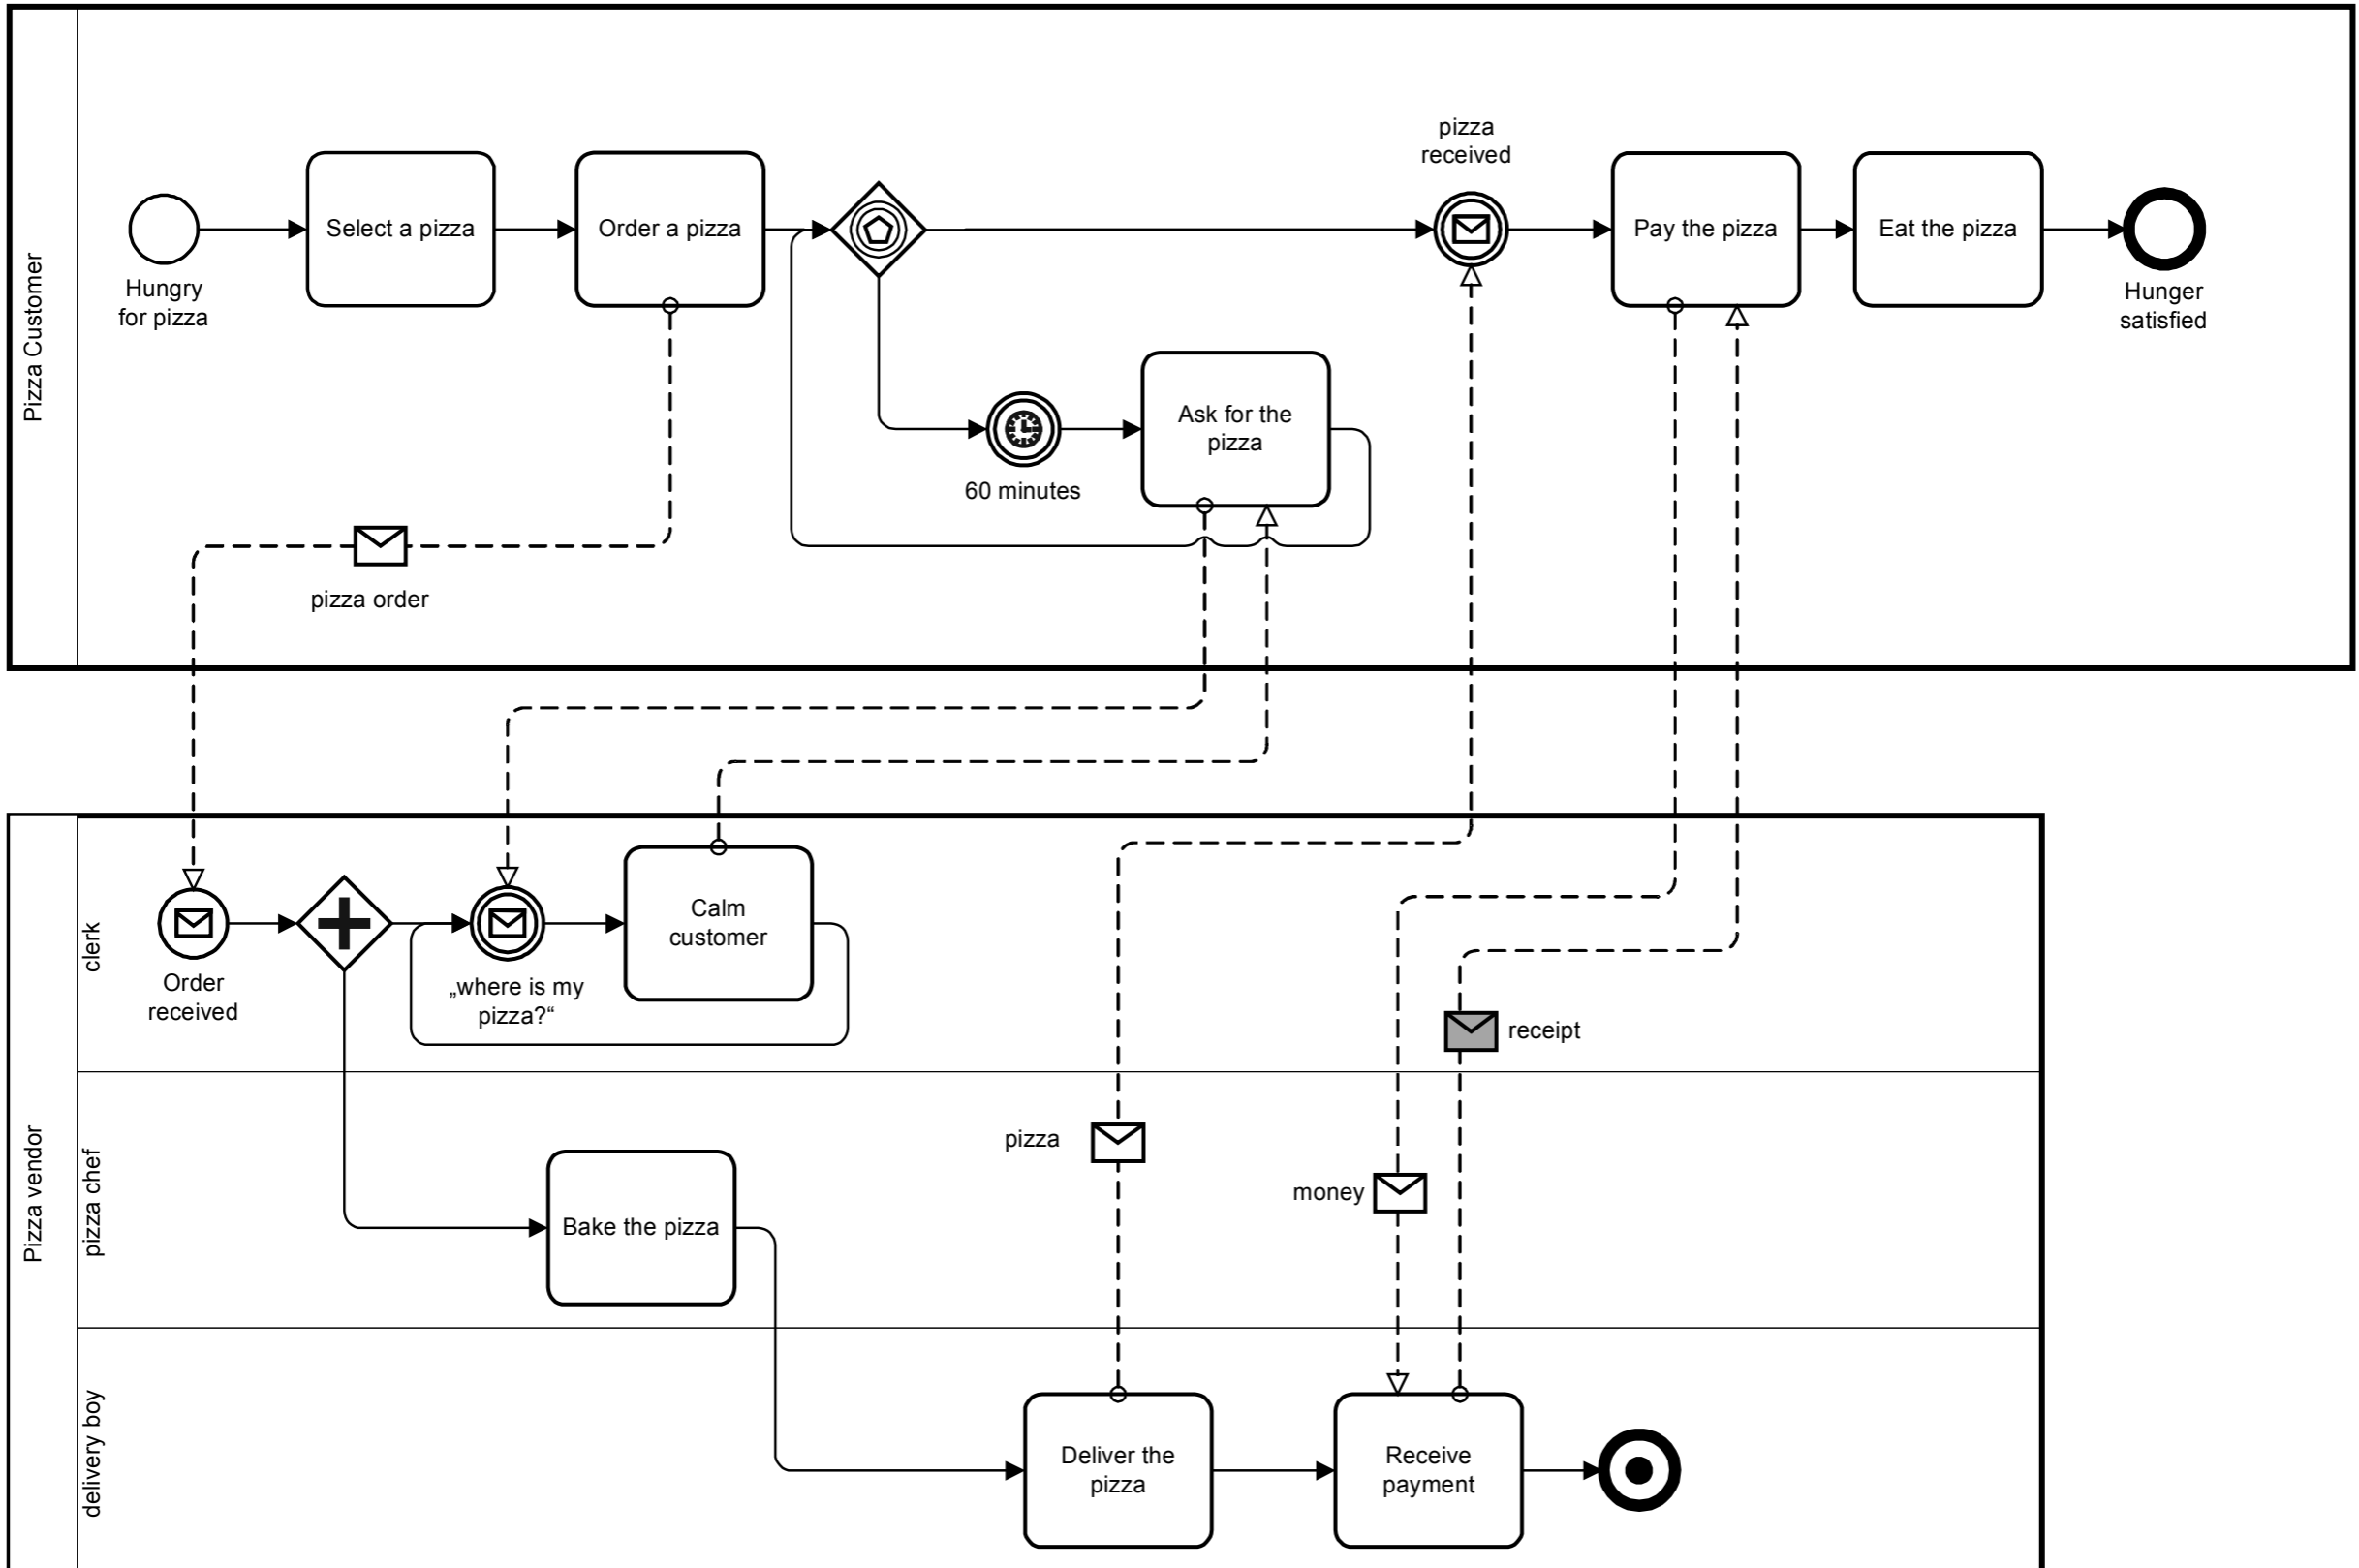 Pizza Customer
pizza
received
Select a pizza
Order a pizza
Pay the pizza
Eat the pizza
Hungry
for pizza
Hunger
satisfied
Ask for the
pizza
60 minutes
pizza order
Pizza vendor
clerk
Calm
customer
Order
received
„where is my
pizza?“
receipt
pizza chef
pizza
money
Bake the pizza
delivery boy
Deliver the
pizza
Receive
payment